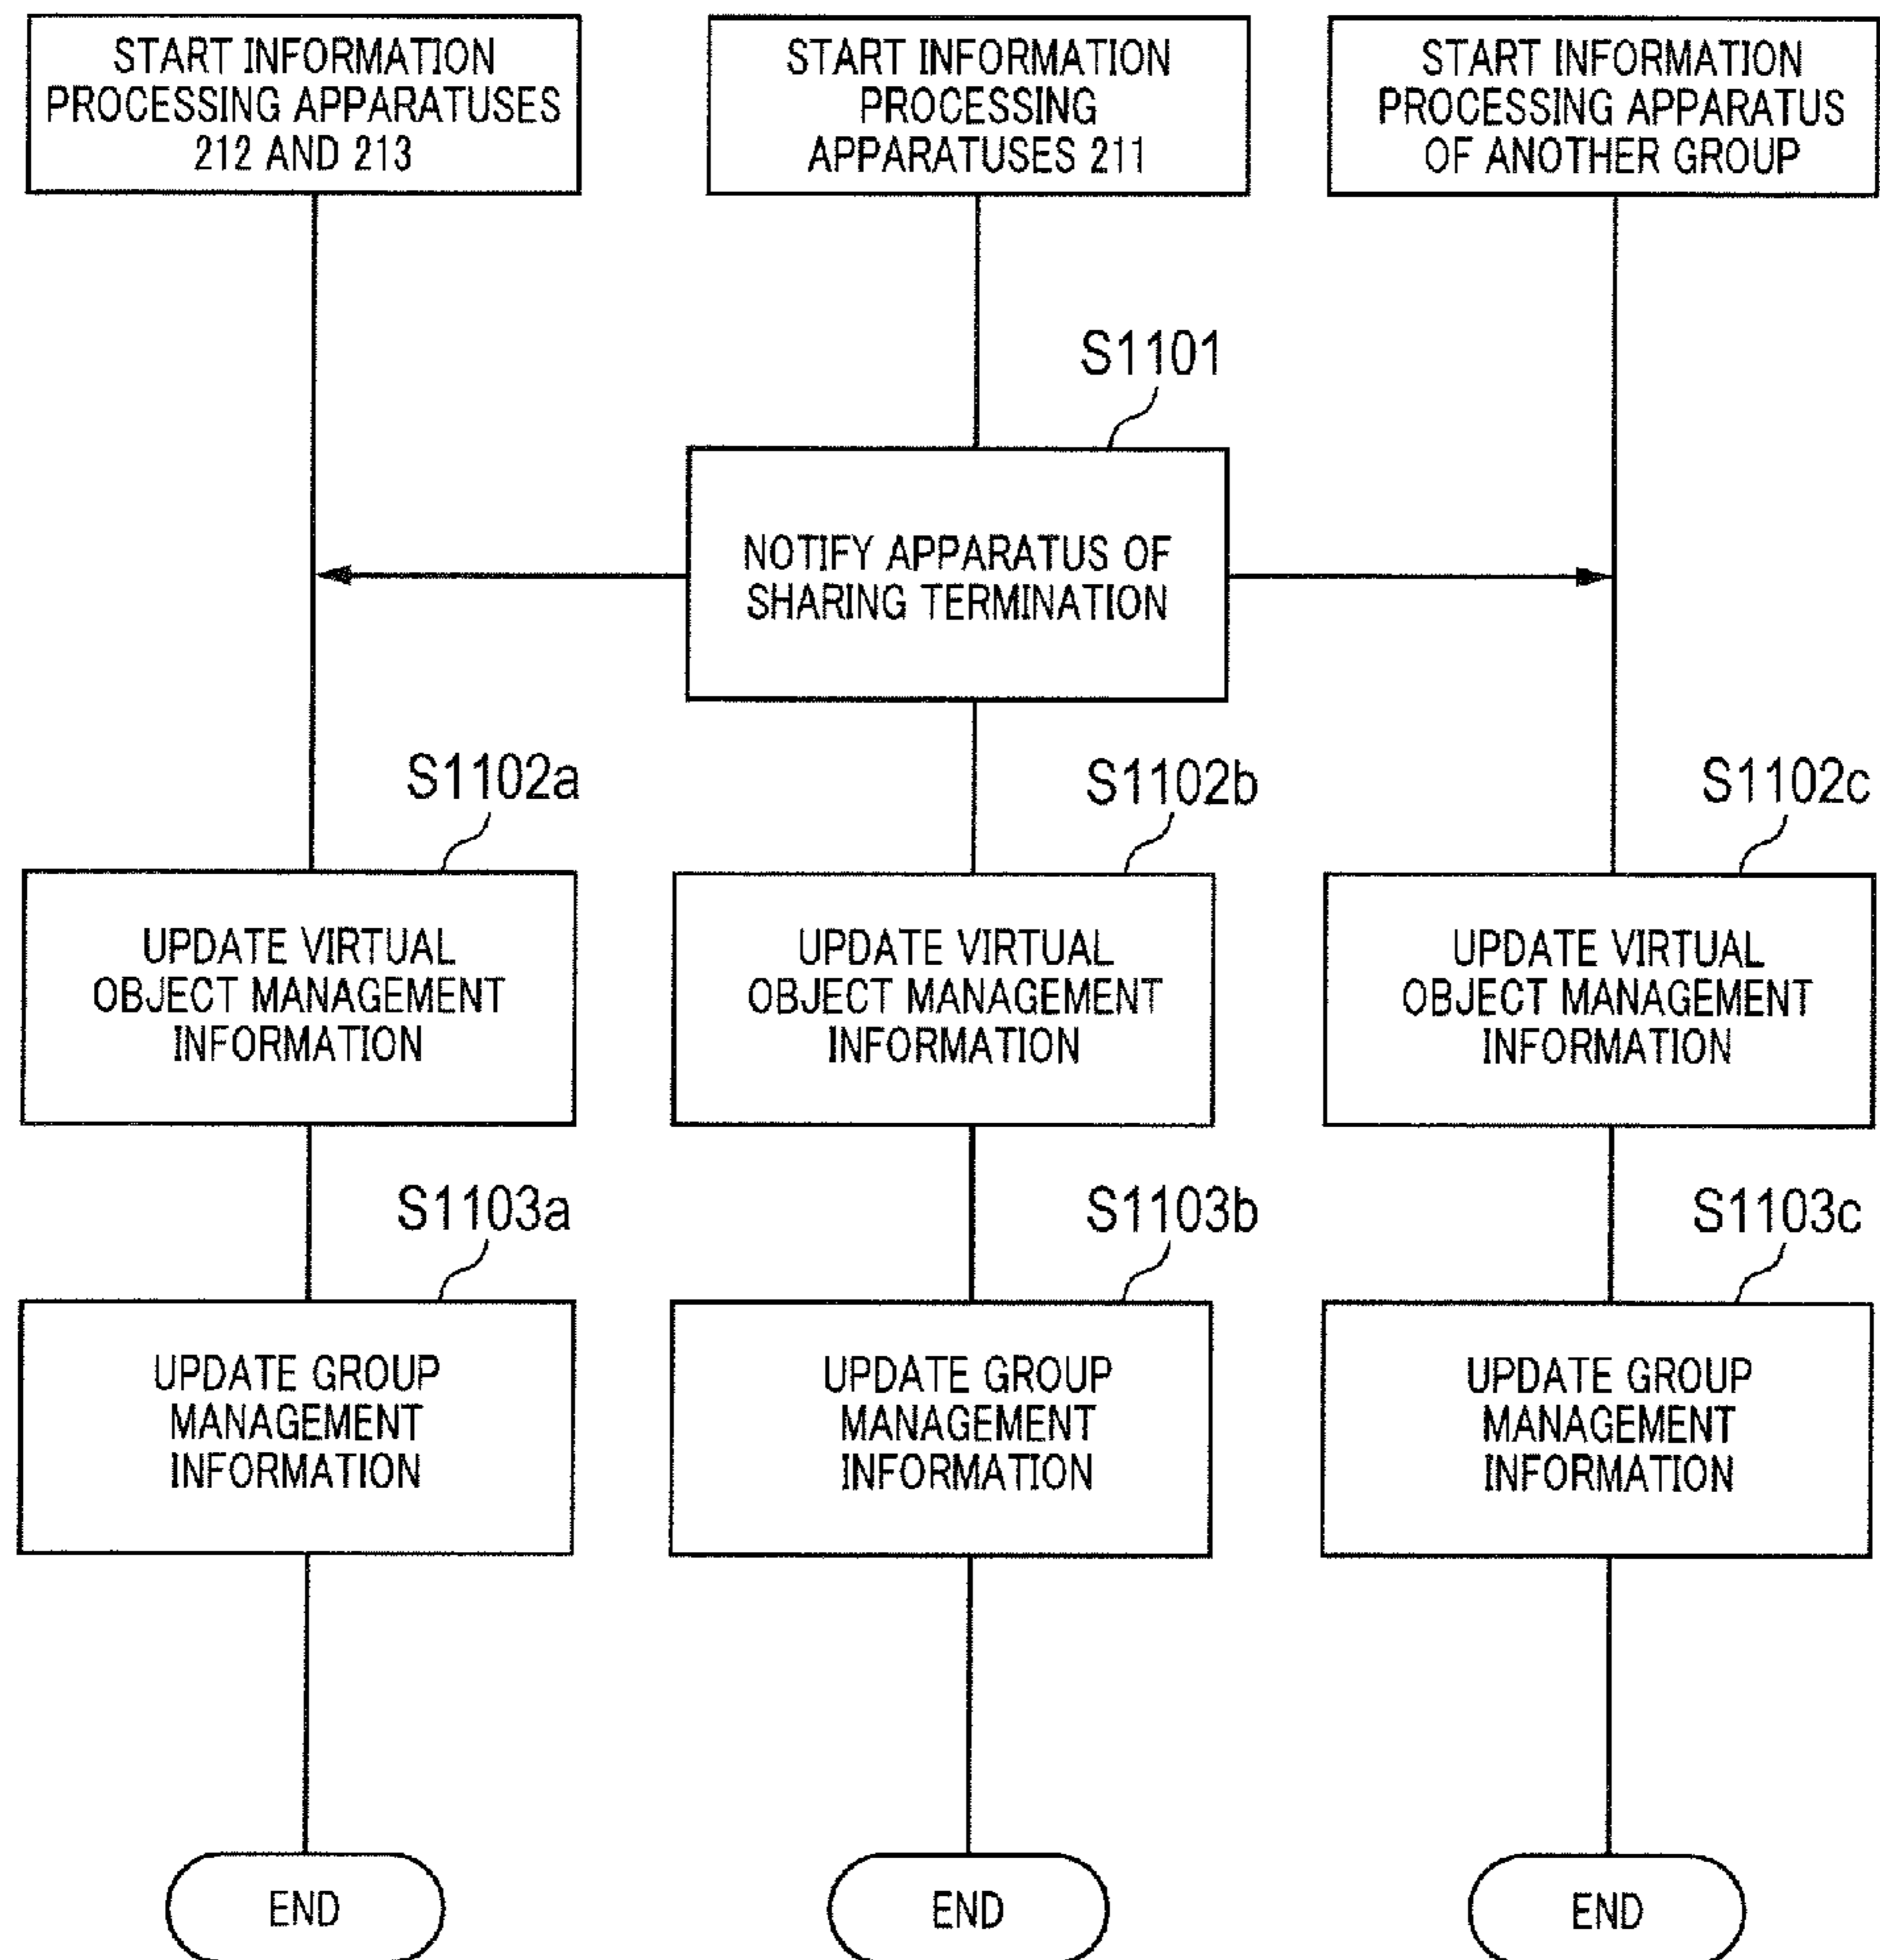 START INFORMATION
PROCESSING APPARATUSES
212 AND 213
START INFORMATION
PROCESSING
APPARATUSES 211
START INFORMATION
PROCESSING APPARATUS
OF ANOTHER GROUP
S1101
NOTIFY APPARATUS OF
SHARING TERMINATION
S1102a
UPDATE VIRTUAL
OBJECT MANAGEMENT
INFORMATION
S1102b
UPDATE VIRTUAL
OBJECT MANAGEMENT
INFORMATION
S1102c
UPDATE VIRTUAL
OBJECT MANAGEMENT
INFORMATION
S1103a
UPDATE GROUP
MANAGEMENT
INFORMATION
S1103b
UPDATE GROUP
MANAGEMENT
INFORMATION
S1103c
UPDATE GROUP
MANAGEMENT
INFORMATION
END
END
END